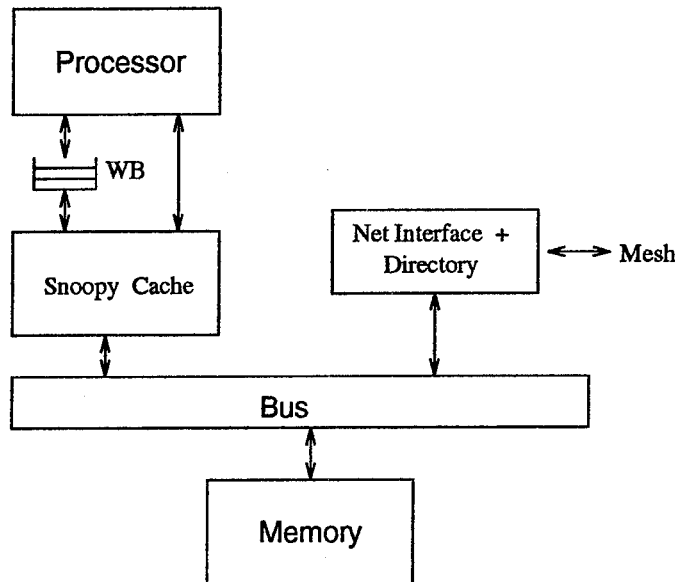 Processor
WB
Net Interface +
Directory
Mesh
Snoopy Cache
Bus
Memory